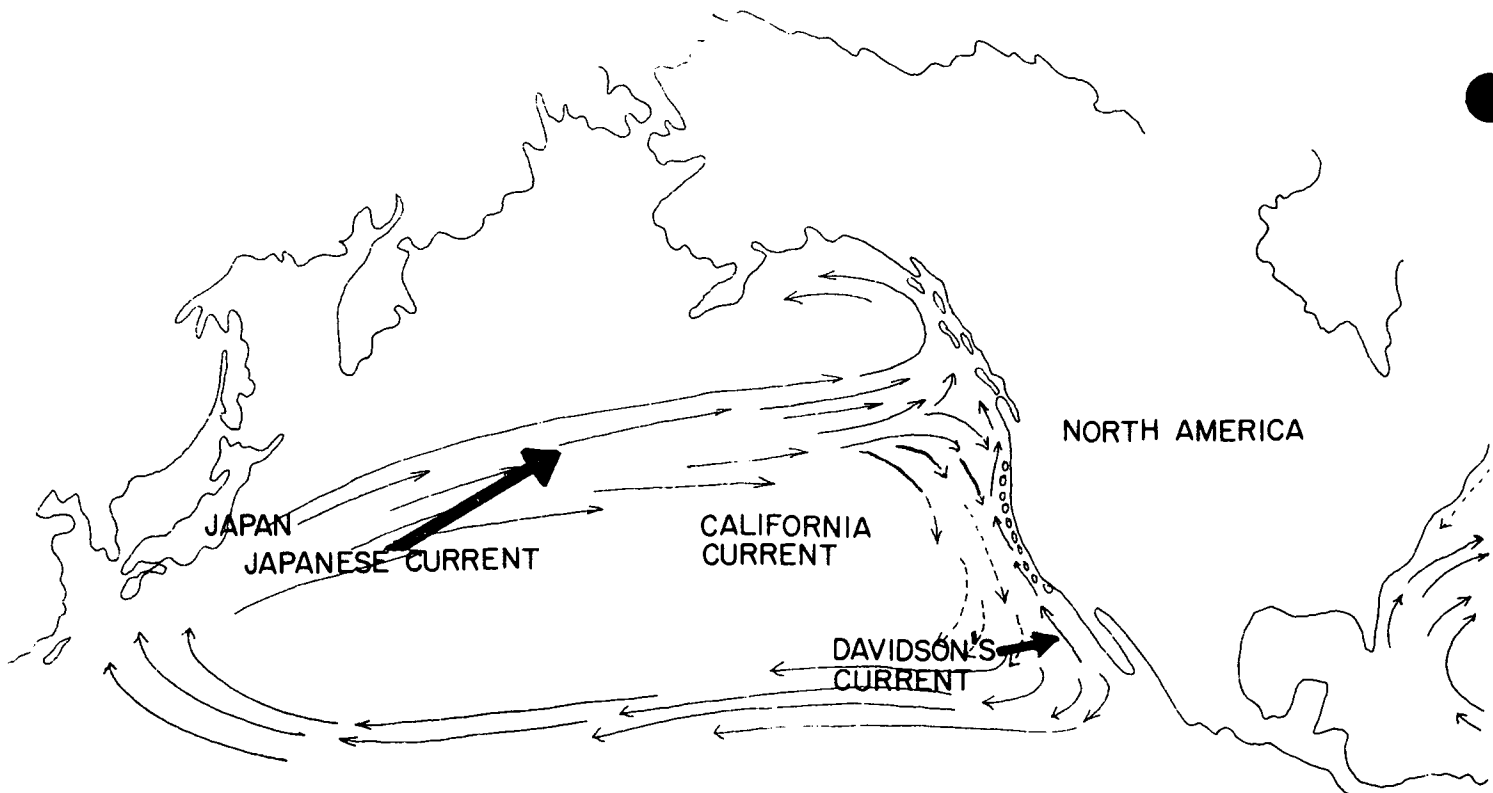 NORTH AMERICA
JAPAN
JAPANESE CURRENT
CALIFORNIA
CURRENT
DAVIDSON'S
CURRENT